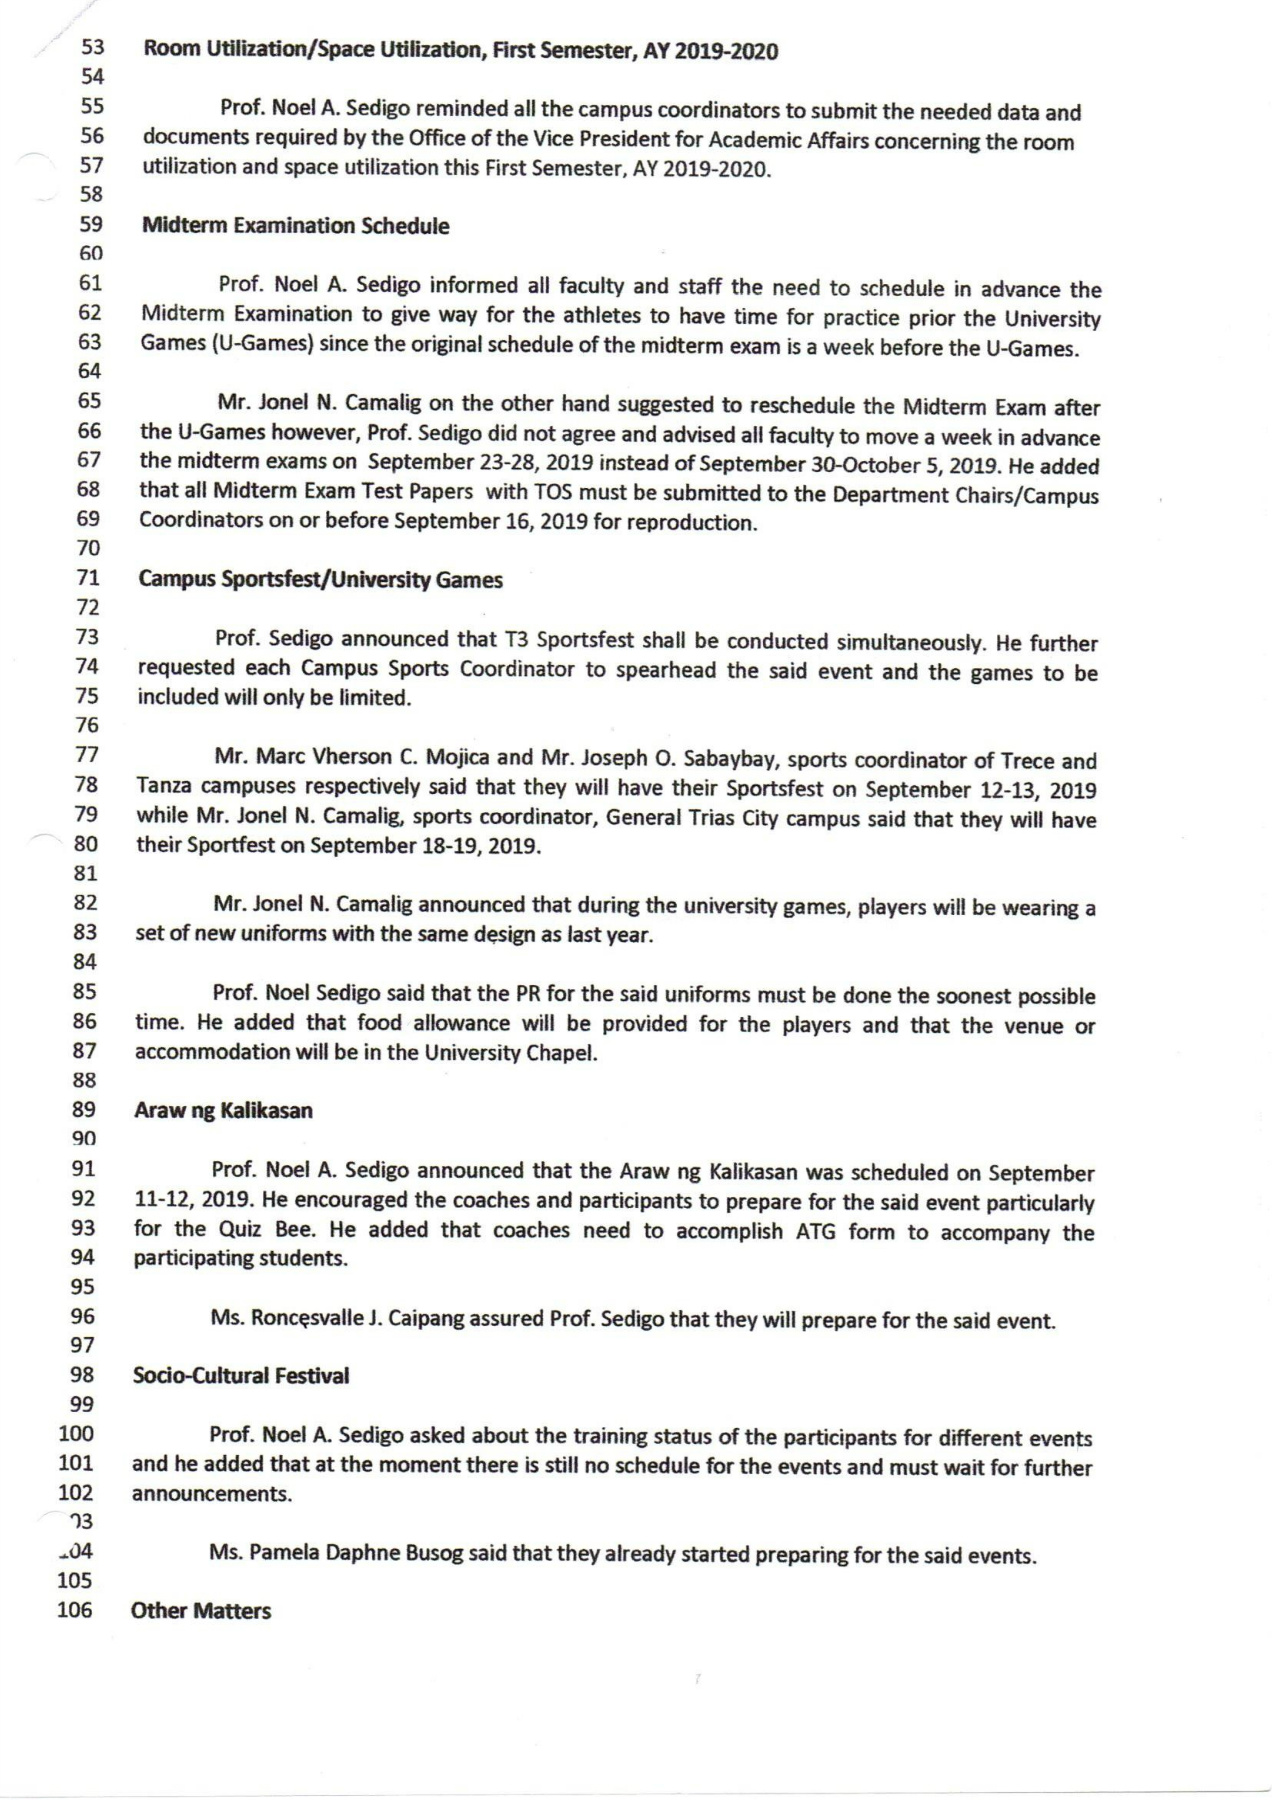 53 Room Utilization/Space Utilization, First Semester, AY 2019-2020
54
55 Prof. Noel A. Sedigo reminded all the campus coordinators to submit the needed data and
56 documents required by the Office of the Vice President for Academic Affairs concerning the room
57 utilization and space utilization this First Semester, AY 2019-2020.
58
59 Midterm Examination Schedule
60
61 Prof. Noel A. Sedigo informed all faculty and staff the need to schedule in advance the
62 Midterm Examination to give way for the athletes to have time for practice prior the University
63 Games (U-Games) since the original schedule of the midterm exam is a week before the U-Games.
64
65 Mr. Jonel N. Camalig on the other hand suggested to reschedule the Midterm Exam after
66 the U-Games however, Prof. Sedigo did not agree and advised all faculty to move a week in advance
67 the midterm exams on September 23-28, 2019 instead of September 30-October 5, 2019. He added
68 that all Midterm Exam Test Papers with TOS must be submitted to the Department Chairs/Campus
69 Coordinators on or before September 16, 2019 for reproduction.
70
71 Campus Sportsfest/University Games
72
73 Prof. Sedigo announced that T3 Sportsfest shall be conducted simultaneously. He further
74 requested each Campus Sports Coordinator to spearhead the said event and the games to be
75 included will only be limited.
76
77 Mr. Marc Vherson C. Mojica and Mr. Joseph O. Sabaybay, sports coordinator of Trece and
78 Tanza campuses respectively said that they will have their Sportsfest on September 12-13, 2019
79 while Mr. Jonel N. Camalig, sports coordinator, General Trias City campus said that they will have
80 their Sportfest on September 18-19, 2019.
81
82 Mr. Jonel N. Camalig announced that during the university games, players will be wearing a
83 set of new uniforms with the same design as last year.
84
85 Prof. Noel Sedigo said that the PR for the said uniforms must be done the soonest possible
86 time. He added that food allowance will be provided for the players and that the venue or
87 accommodation will be in the University Chapel.
88
89 Araw ng Kalikasan
90
91 Prof. Noel A. Sedigo announced that the Araw ng Kalikasan was scheduled on September
92 11-12, 2019. He encouraged the coaches and participants to prepare for the said event particularly
93 for the Quiz Bee. He added that coaches need to accomplish ATG form to accompany the
94 participating students.
95
96 Ms. Roncesvalle J. Caipang assured Prof. Sedigo that they will prepare for the said event.
97
98 Socio-Cultural Festival
99
100 Prof. Noel A. Sedigo asked about the training status of the participants for different events
101 and he added that at the moment there is still no schedule for the events and must wait for further
102 announcements.
03
04 Ms. Pamela Daphne Busog said that they already started preparing for the said events.
105
106 Other Matters